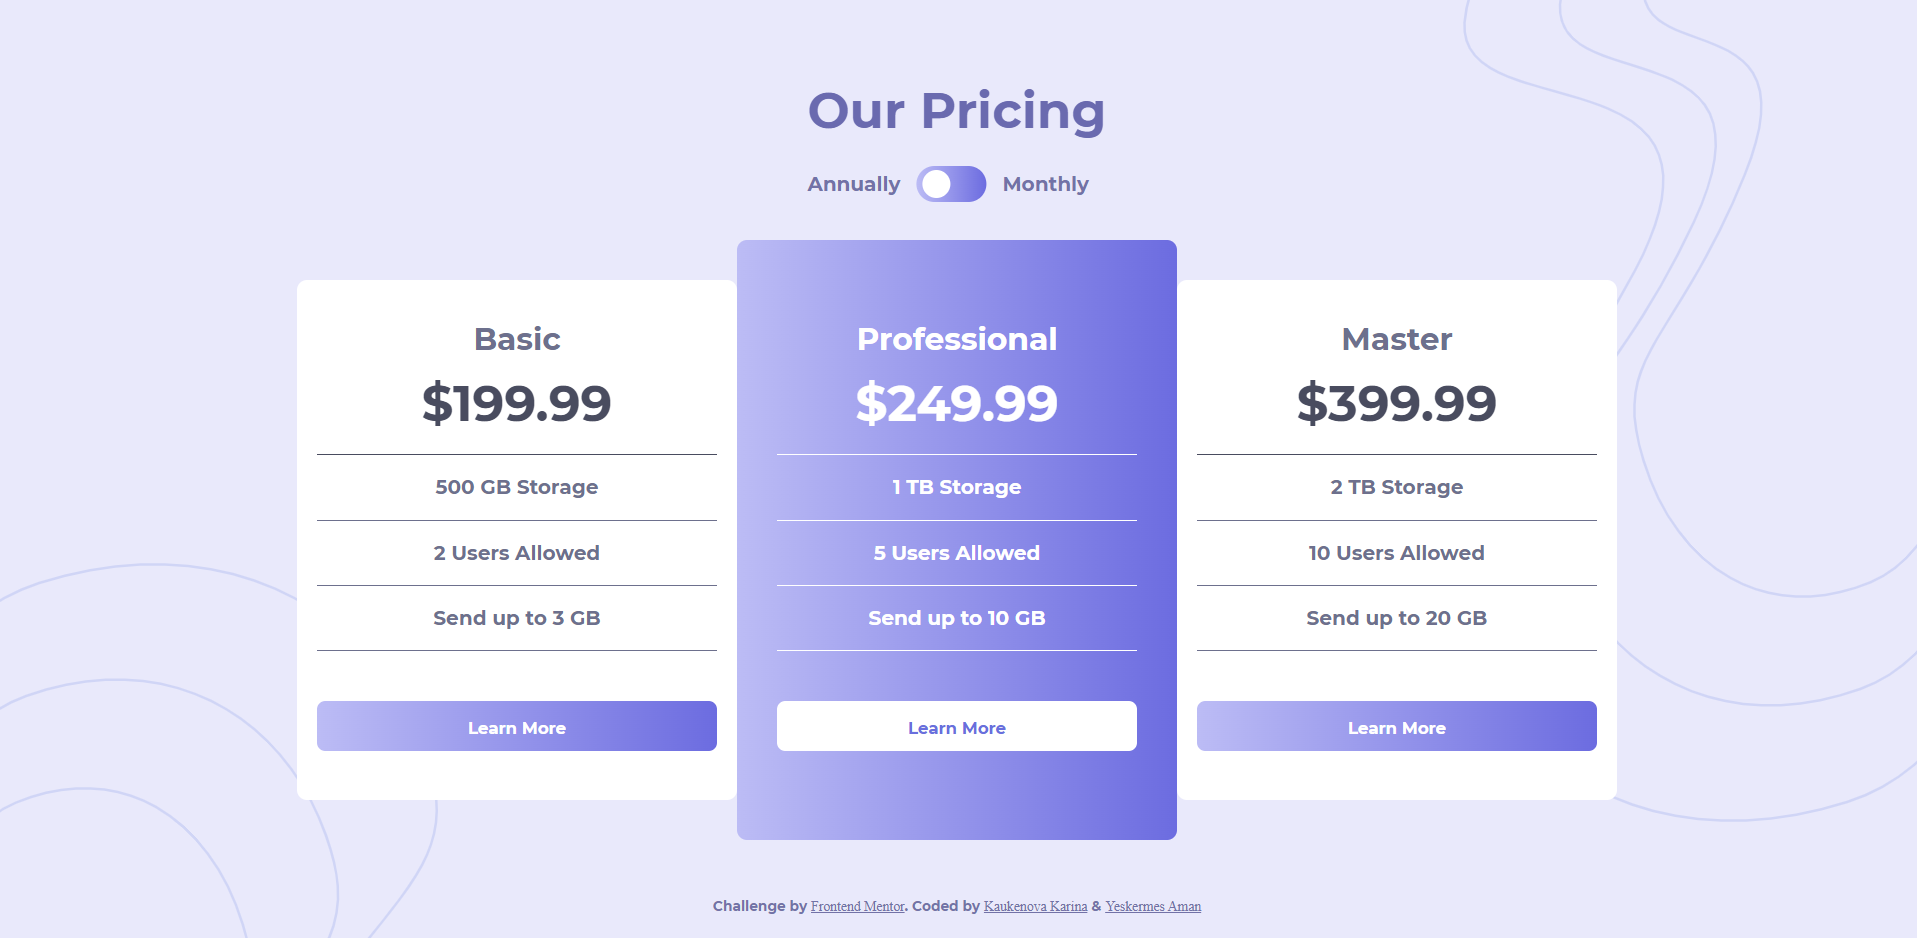 Our Pricing
Annually Monthly
Basic
$199.99
500 GB Storage
2 Users Allowed
Send up to 3 GB
Learn More
Professional
$249.99
1 TB Storage
5 Users Allowed
Send up to 10 GB
Learn More
Master
$399.99
2 TB Storage
10 Users Allowed
Send up to 20 GB
Learn More
Challenge by Frontend Mentor. Coded by Kaukenova Karina & Yeskermes Aman